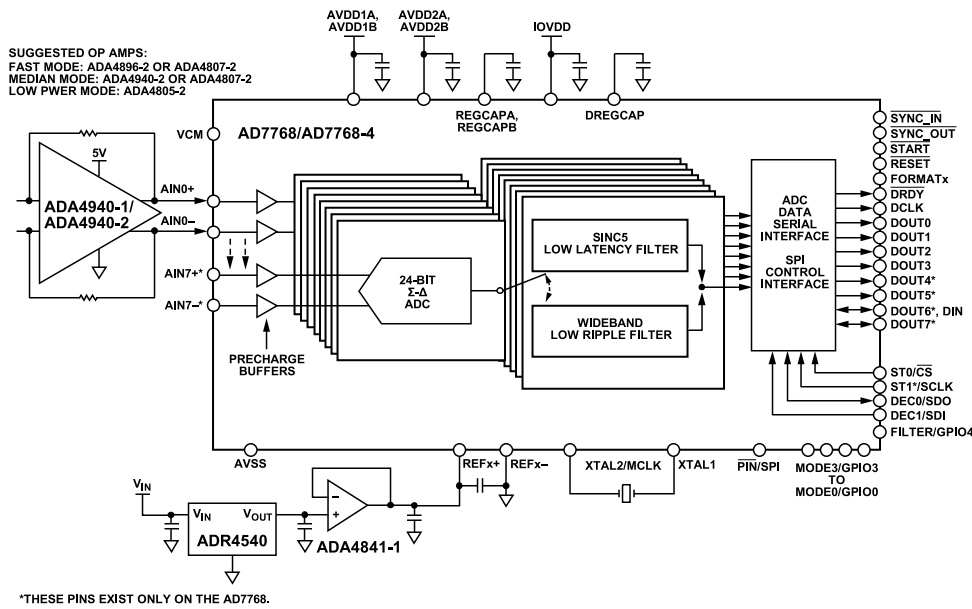 AVDD1A,
AVDD1B
AVDD2A,
AVDD2B
IOVDD
SUGGESTED OP AMPS:
FAST MODE: ADA4896-2 OR ADA4807-2
MEDIAN MODE: ADA4940-2 OR ADA4807-2
LOW PWER MODE: ADA4805-2
REGCAPA,
REGCAPB
DREGCAP
VCM
AD7768/AD7768-4
5V
ADA4940-1/
ADA4940-2
AIN0+
AIN0–
AIN7+*
AIN7–*
PRECHARGE
BUFFERS
24-BIT
Σ-Δ
ADC
SINC5
LOW LATENCY FILTER
WIDEBAND
LOW RIPPLE FILTER
ADC
DATA
SERIAL
INTERFACE
SPI
CONTROL
INTERFACE
SYNC_IN
SYNC_OUT
START
RESET
FORMATx
DRDY
DCLK
DOUT0
DOUT1
DOUT2
DOUT3
DOUT4*
DOUT5*
DOUT6*, DIN
DOUT7*
ST0/CS
ST1*/SCLK
DEC0/SDO
DEC1/SDI
FILTER/GPIO4
AVSS
REFx+
REFx–
XTAL2/MCLK
XTAL1
PIN/SPI
MODE3/GPIO3
TO
MODE0/GPIO0
VIN
VIN
VOUT
ADR4540
–
+
ADA4841-1
*THESE PINS EXIST ONLY ON THE AD7768.